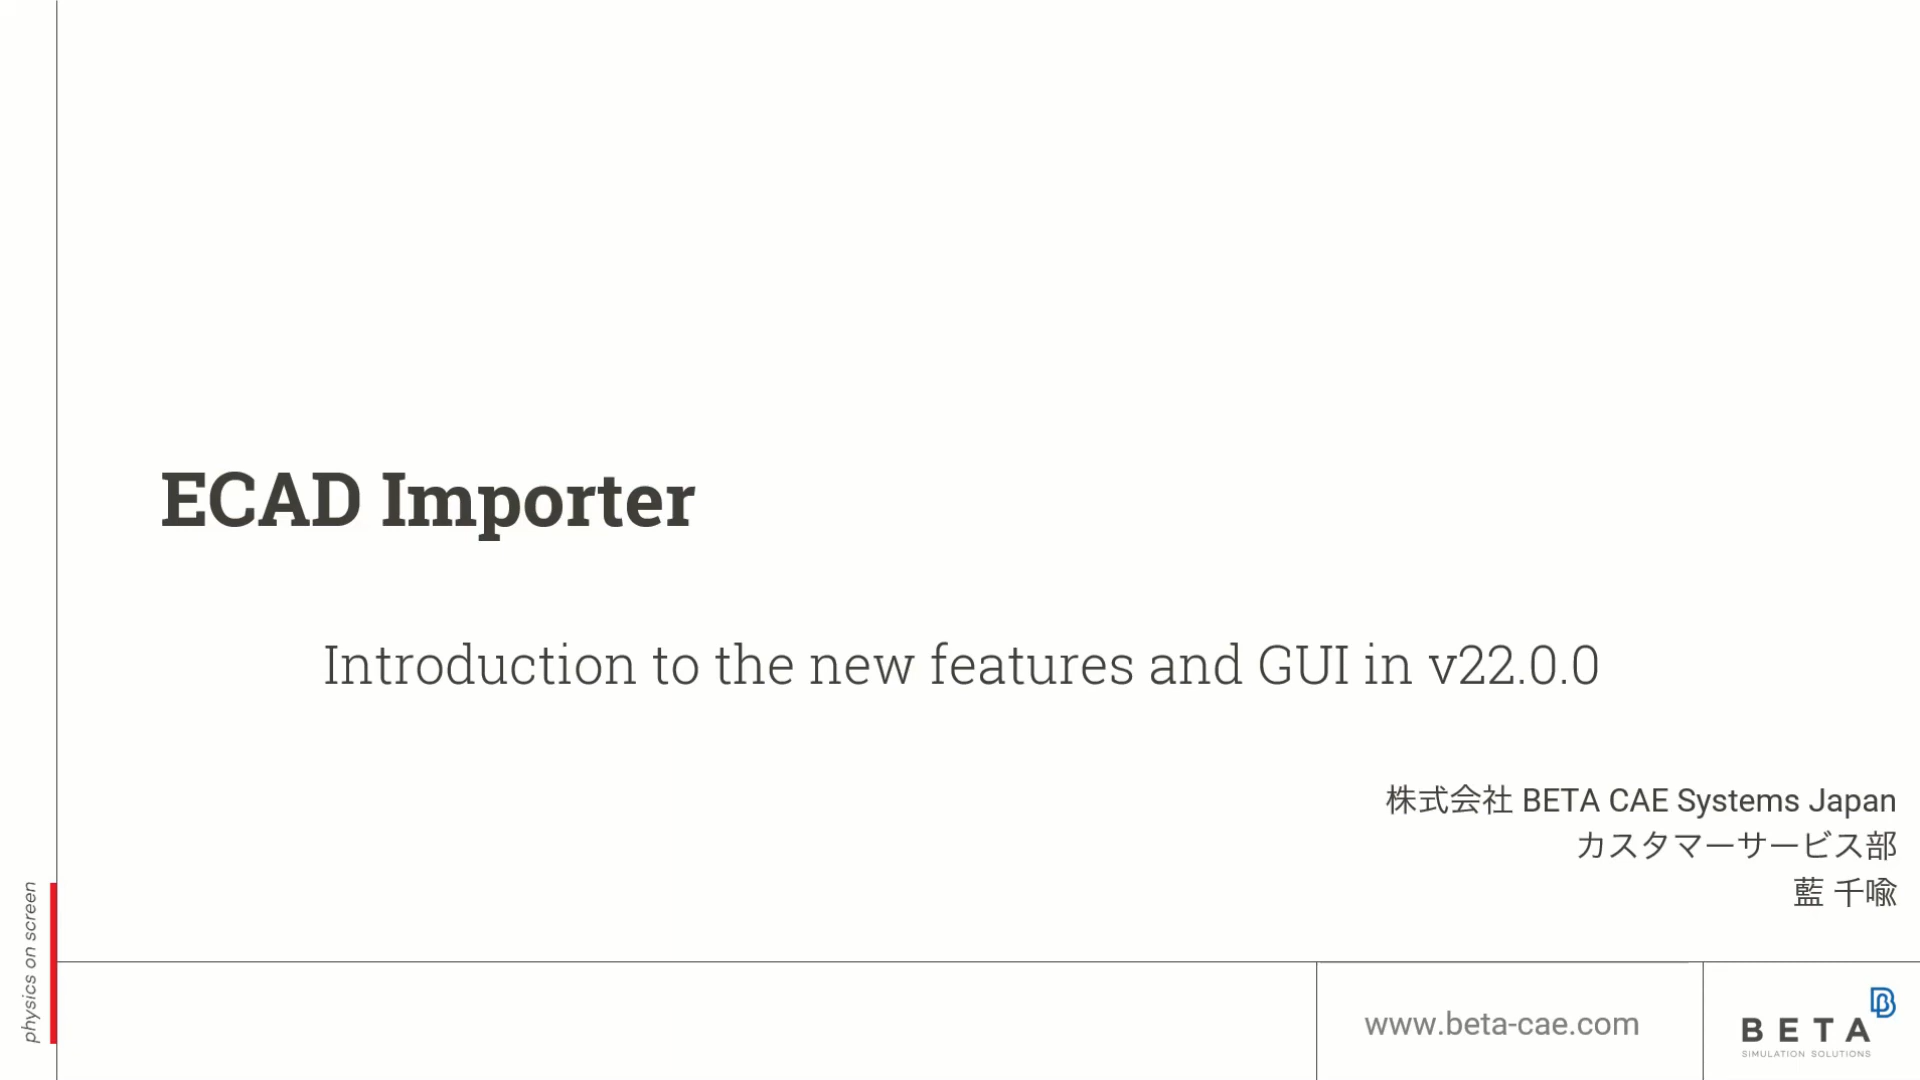 ECAD Importer
Introduction to the new features and GUI in v22.0.0
株式会社 BETA CAE Systems Japan
カスタマーサービス部
藍 千喩
physics on screen
www.beta-cae.com
BETA
SIMULATION SOLUTIONS